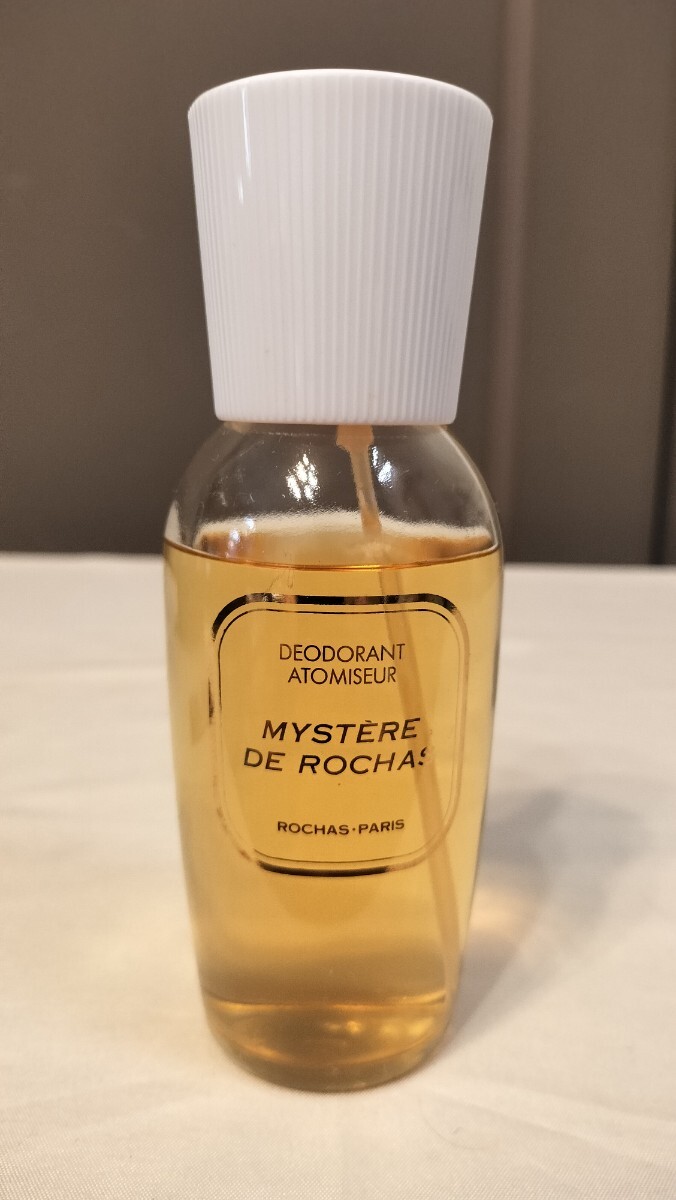 DEODORANT
ATOMISEUR
MYSTÈRE
DE ROCHAS
ROCHAS·PARIS